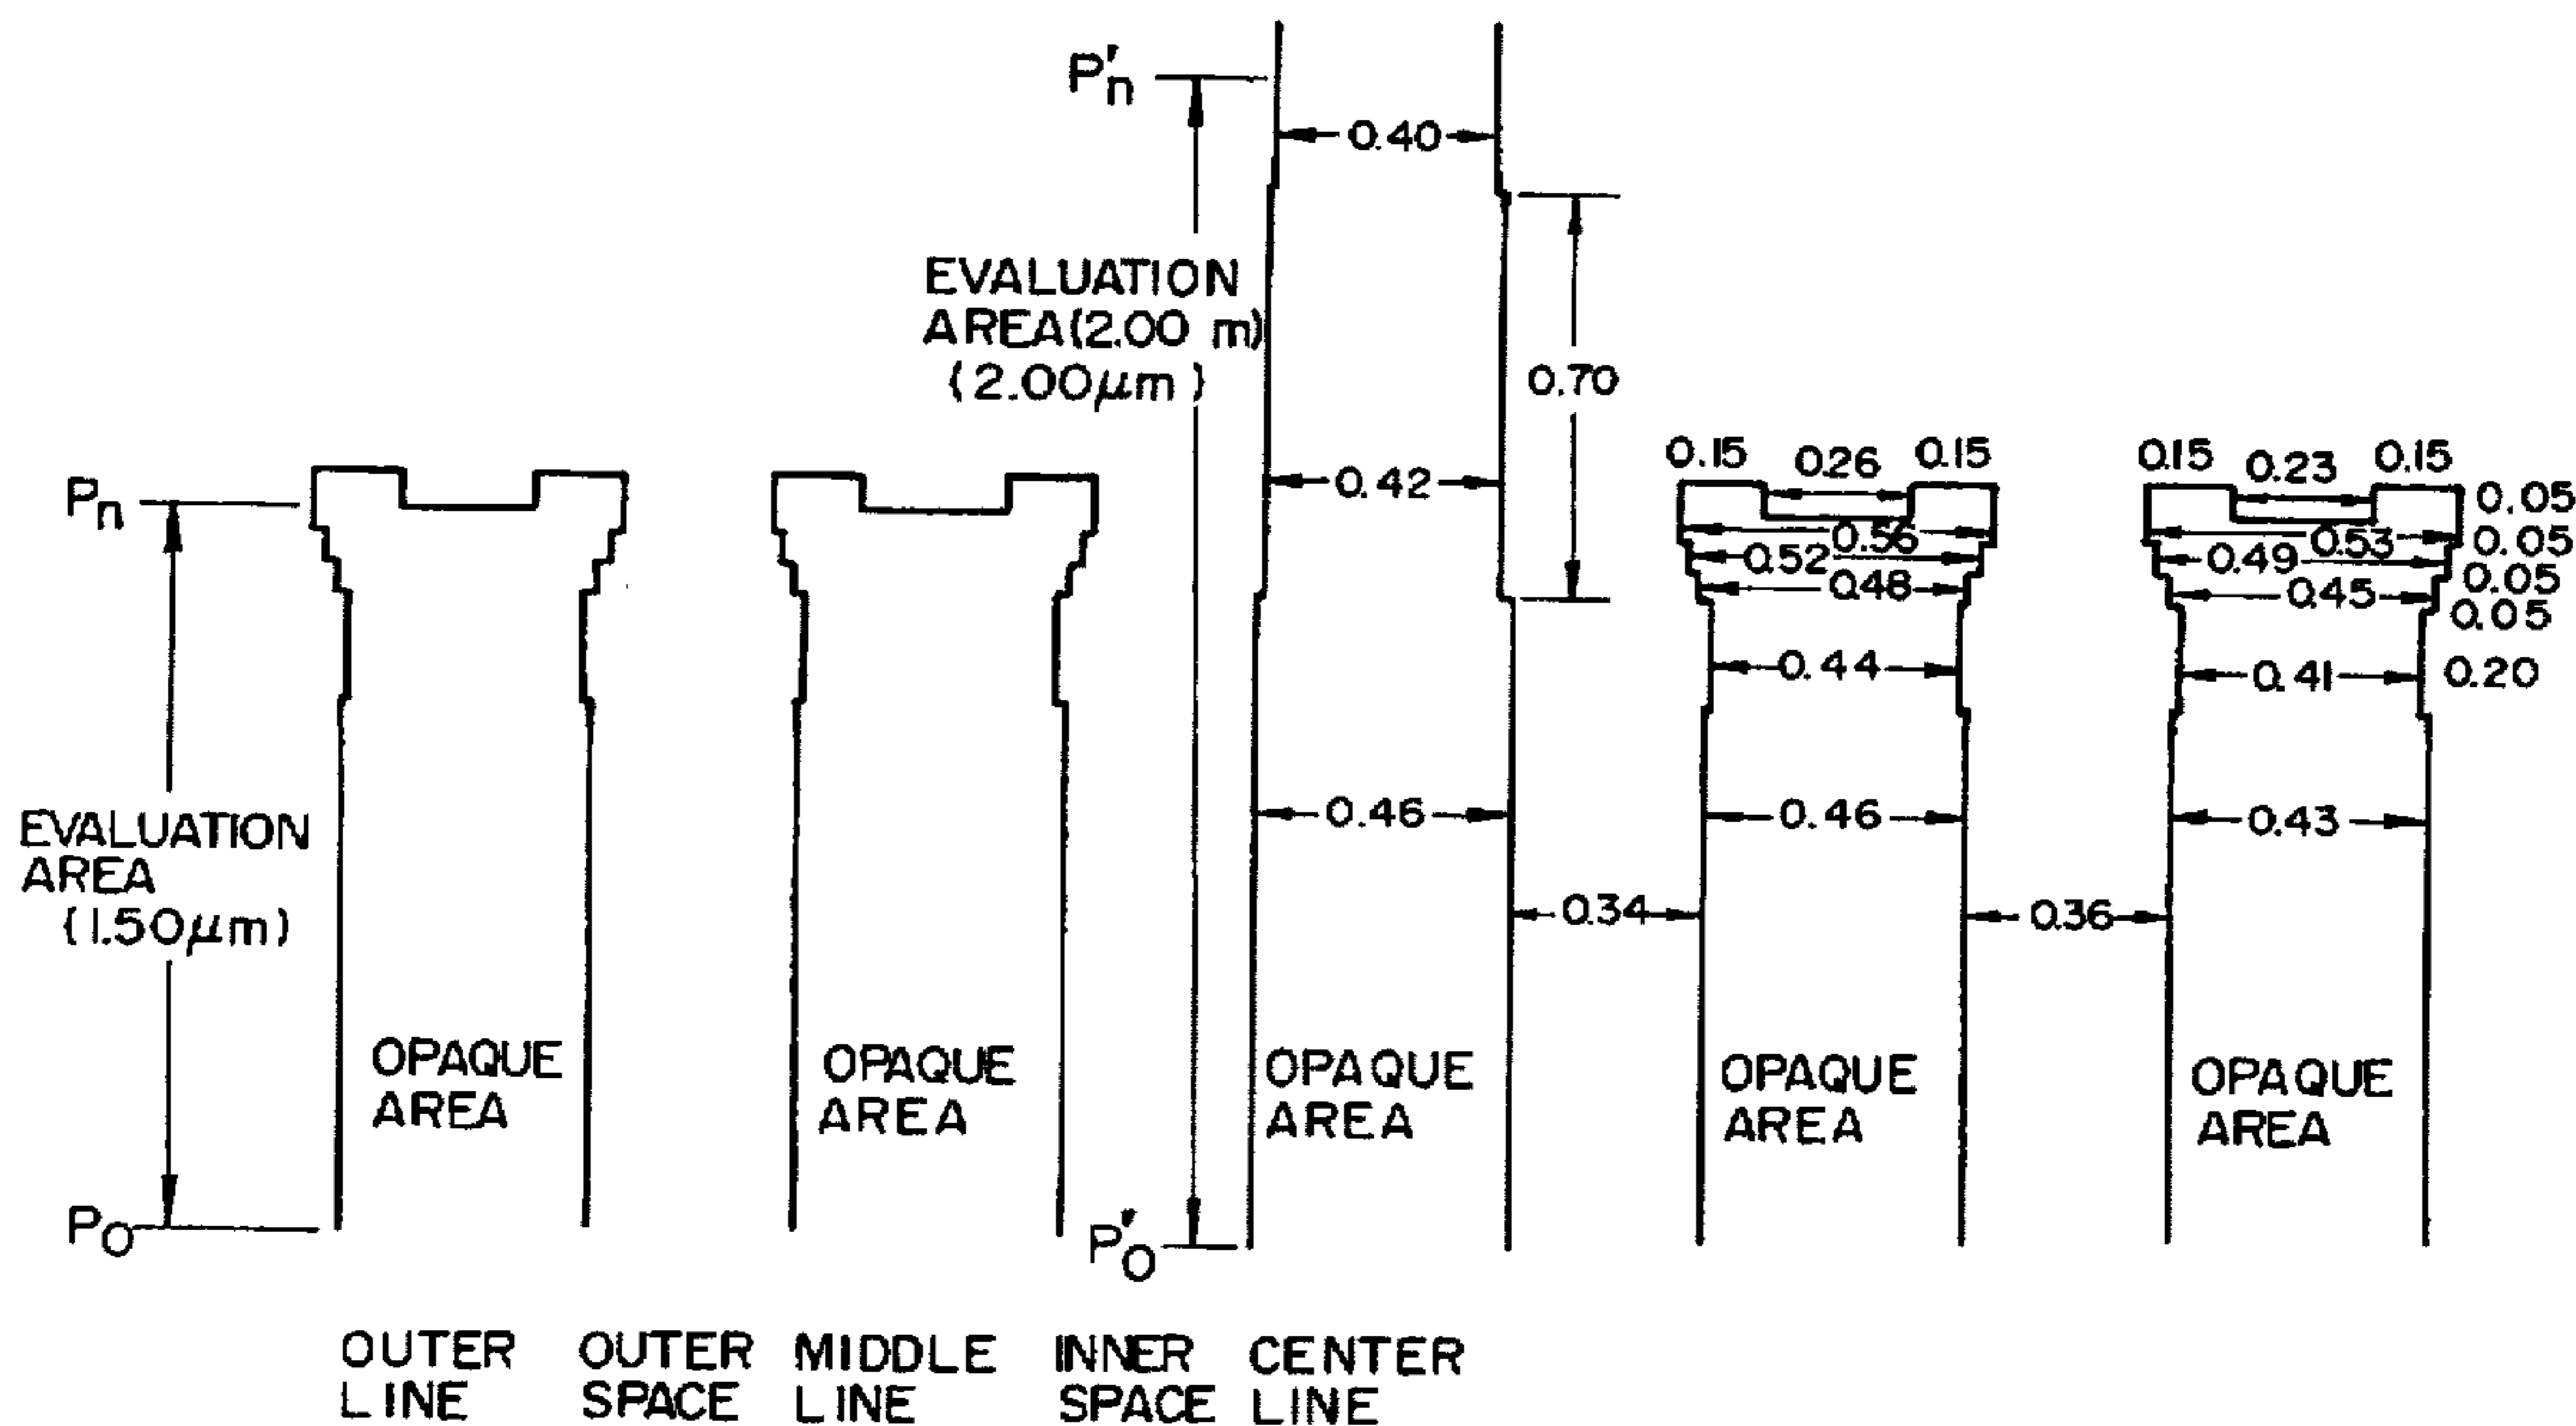 P'n
0.40
EVALUATION
AREA(2.00 m)
(2.00μm)
0.70
0.42
Pn
0.15 0.26 0.15
0.15 0.23 0.15
0.05
0.56
0.53
0.05
0.52
0.49
0.05
0.48
0.45
0.05
0.44
0.41
0.20
EVALUATION
AREA
(1.50μm)
0.46
0.46
0.43
0.34
0.36
OPAQUE
AREA
OPAQUE
AREA
OPAQUE
AREA
OPAQUE
AREA
OPAQUE
AREA
PO
P'O
OUTER
LINE
OUTER
SPACE
MIDDLE
LINE
INNER
SPACE
CENTER
LINE